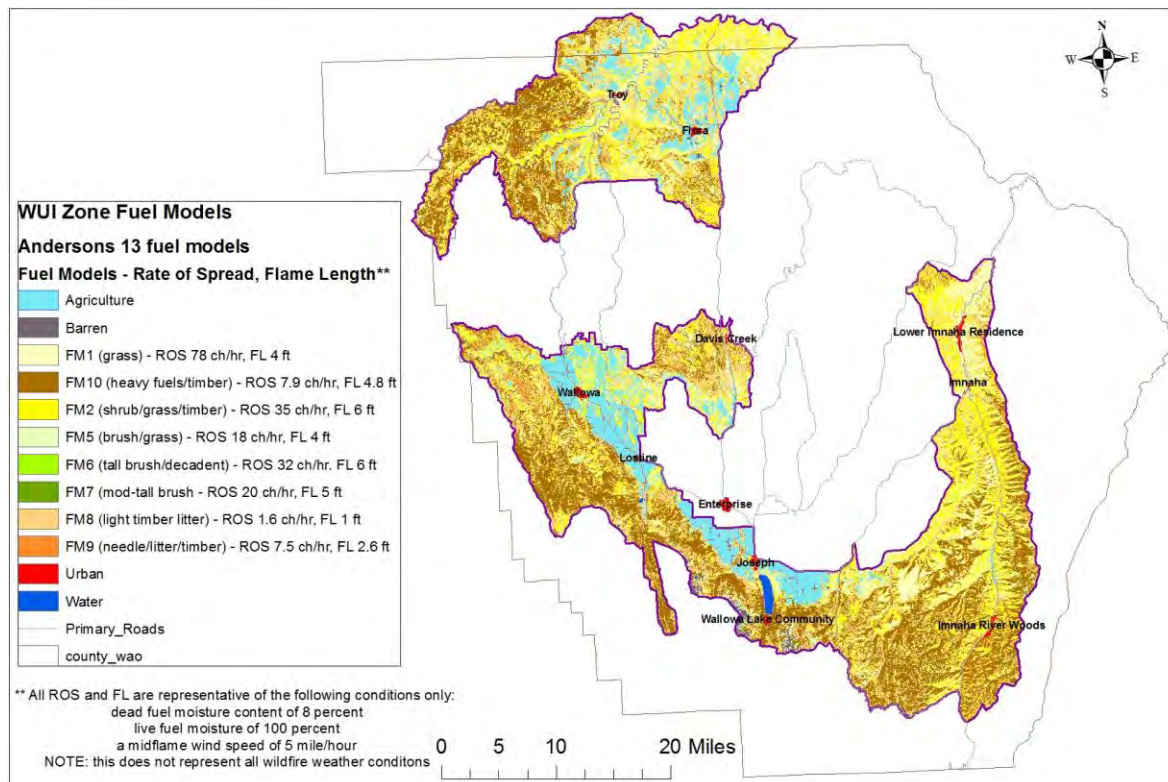 N
W E
S
Troy
Flora
WUI Zone Fuel Models
Andersons 13 fuel models
Fuel Models - Rate of Spread, Flame Length**
Agriculture
Barren
FM1 (grass) - ROS 78 ch/hr, FL 4 ft
FM10 (heavy fuels/timber) - ROS 7.9 ch/hr, FL 4.8 ft
FM2 (shrub/grass/timber) - ROS 35 ch/hr, FL 6 ft
FM5 (brush/grass) - ROS 18 ch/hr, FL 4 ft
FM6 (tall brush/decadent) - ROS 32 ch/hr. FL 6 ft
FM7 (mod-tall brush - ROS 20 ch/hr, FL 5 ft
FM8 (light timber litter) - ROS 1.6 ch/hr, FL 1 ft
FM9 (needle/litter/timber) - ROS 7.5 ch/hr, FL 2.6 ft
Urban
Water
Primary_Roads
county_wao
Lower Imnaha Residence
Davis Creek
Imnaha
Wallowa
Lostine
Enterprise
Joseph
Wallowa Lake Community
Imnaha River Woods
** All ROS and FL are representative of the following conditions only:
dead fuel moisture content of 8 percent
live fuel moisture of 100 percent
a midflame wind speed of 5 mile/hour
NOTE: this does not represent all wildfire weather conditons
0 5 10 20 Miles